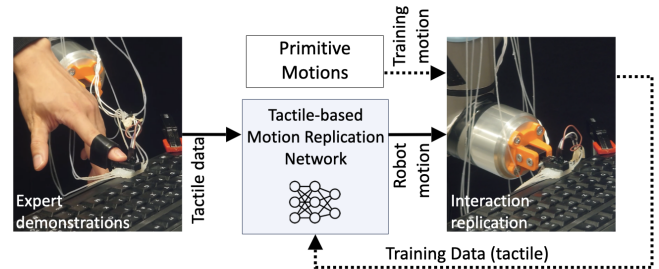 Expert
demonstrations
Tactile data
Primitive
Motions
Training
motion
Tactile-based
Motion Replication
Network
Robot
motion
Interaction
replication
Training Data (tactile)